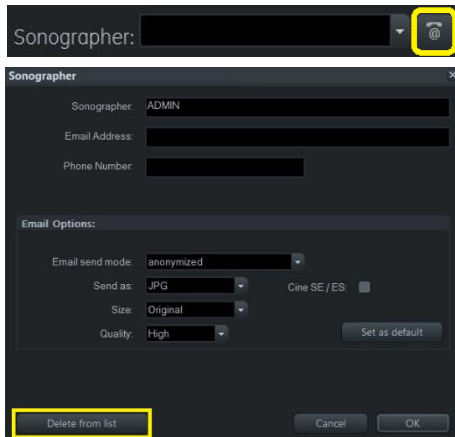 Sonographer:
@
Sonographer
Sonographer: ADMIN
Email Address:
Phone Number:
Email Options:
Email send mode: anonymized
Send as: JPG Cine SE / ES:
Size: Original
Quality: High Set as default
Delete from list Cancel OK